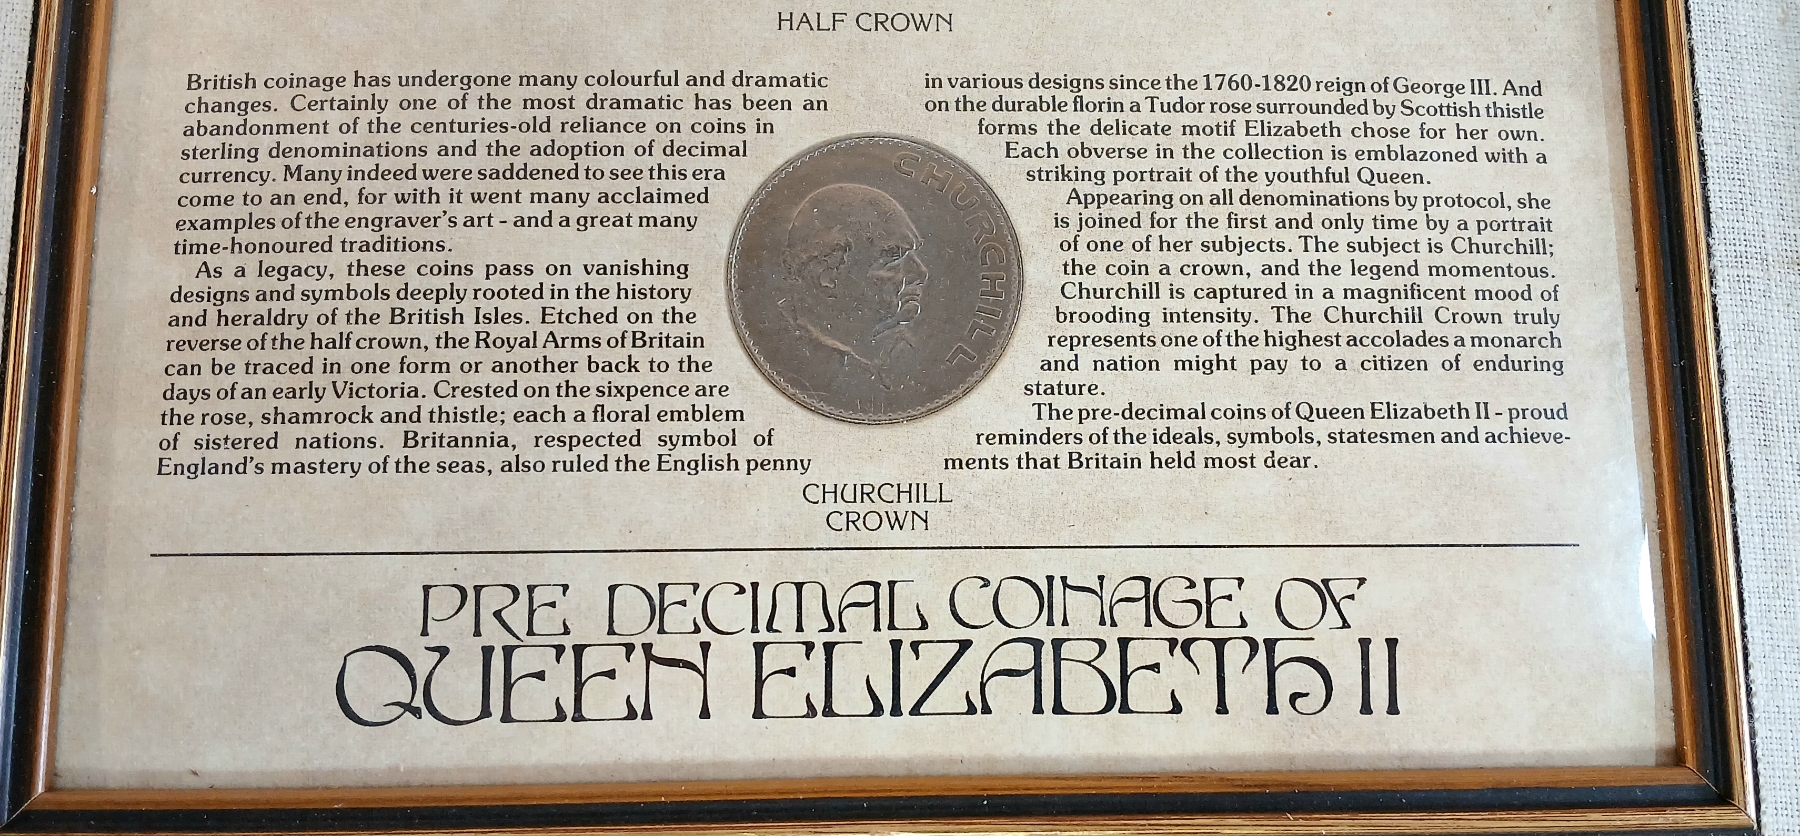 HALF CROWN
British coinage has undergone many colourful and dramatic
changes. Certainly one of the most dramatic has been an
abandonment of the centuries-old reliance on coins in
sterling denominations and the adoption of decimal
currency. Many indeed were saddened to see this era
come to an end, for with it went many acclaimed
examples of the engraver's art - and a great many
time-honoured traditions.
As a legacy, these coins pass on vanishing
designs and symbols deeply rooted in the history
and heraldry of the British Isles. Etched on the
reverse of the half crown, the Royal Arms of Britain
can be traced in one form or another back to the
days of an early Victoria. Crested on the sixpence are
the rose, shamrock and thistle; each a floral emblem
of sistered nations. Britannia, respected symbol of
England's mastery of the seas, also ruled the English penny
in various designs since the 1760-1820 reign of George III. And
on the durable florin a Tudor rose surrounded by Scottish thistle
forms the delicate motif Elizabeth chose for her own.
Each obverse in the collection is emblazoned with a
striking portrait of the youthful Queen.
Appearing on all denominations by protocol, she
is joined for the first and only time by a portrait
of one of her subjects. The subject is Churchill;
the coin a crown, and the legend momentous.
Churchill is captured in a magnificent mood of
brooding intensity. The Churchill Crown truly
represents one of the highest accolades a monarch
and nation might pay to a citizen of enduring
stature.
The pre-decimal coins of Queen Elizabeth II - proud
reminders of the ideals, symbols, statesmen and achieve-
ments that Britain held most dear.
CHURCHILL
CHURCHILL
CROWN
PRE DECIMAL COINAGE OF
QUEEN ELIZABETH II